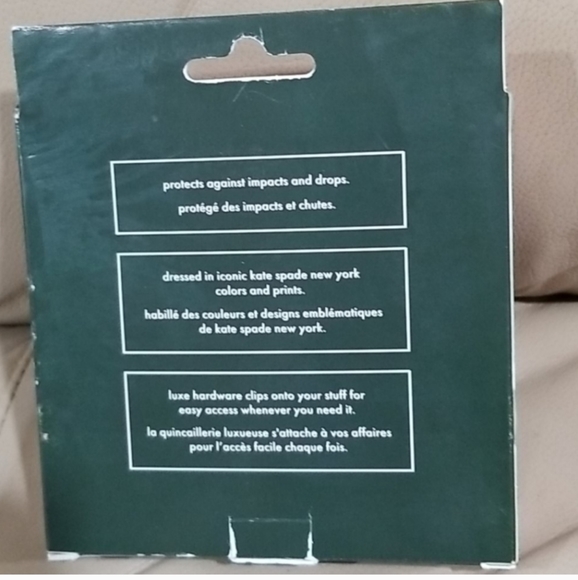 protects against impacts and drops.
protégé des impacts et chutes.
dressed in iconic kate spade new york
colors and prints.
habillé des couleurs et designs emblématiques
de kate spade new york.
luxe hardware clips onto your stuff for
easy access whenever you need it.
la quincaillerie luxueuse s'attache à vos affaires
pour l'accès facile chaque fois.